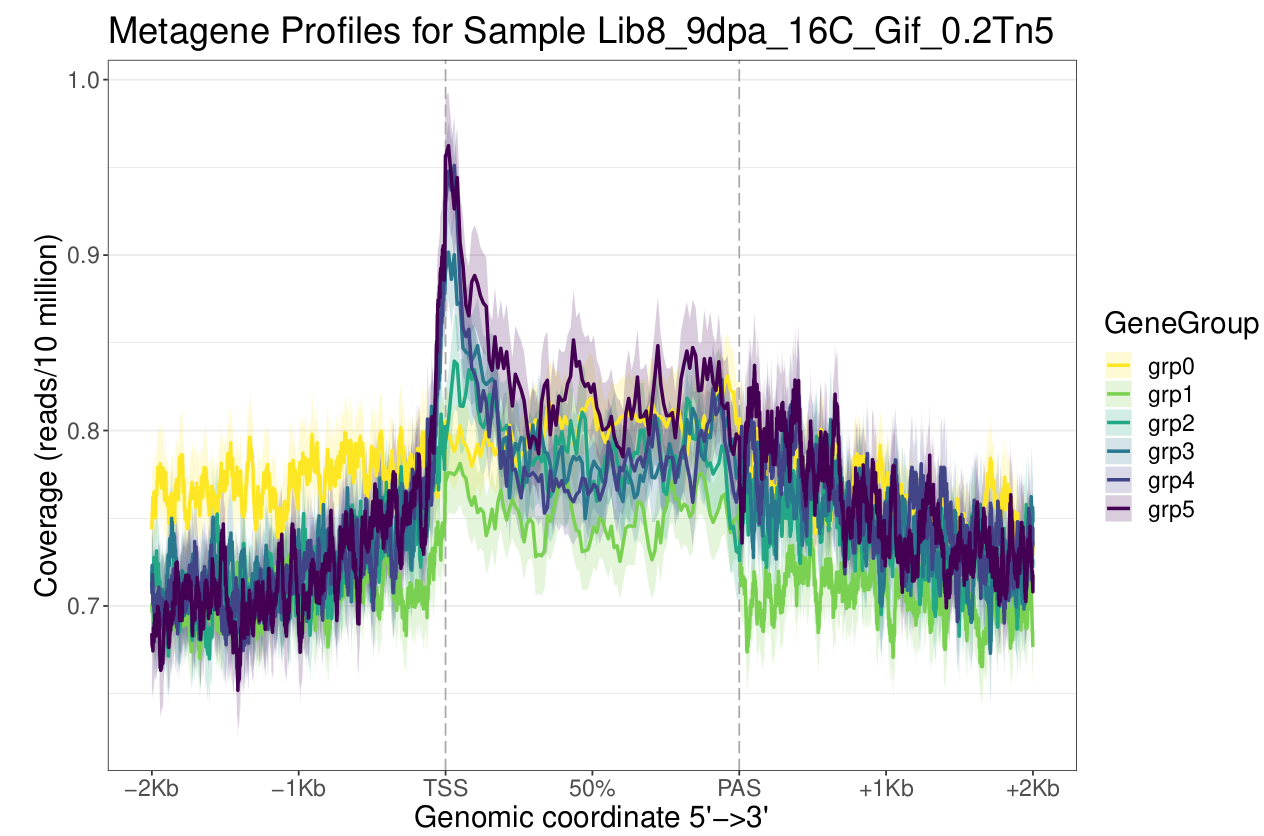 Metagene Profiles for Sample Lib8_9dpa_16C_Gif_0.2Tn5
1.0
0.9
0.8
0.7
Coverage (reads/10 million)
−2Kb
−1Kb
TSS
50%
PAS
+1Kb
+2Kb
Genomic coordinate 5'−>3'
GeneGroup
grp0
grp1
grp2
grp3
grp4
grp5